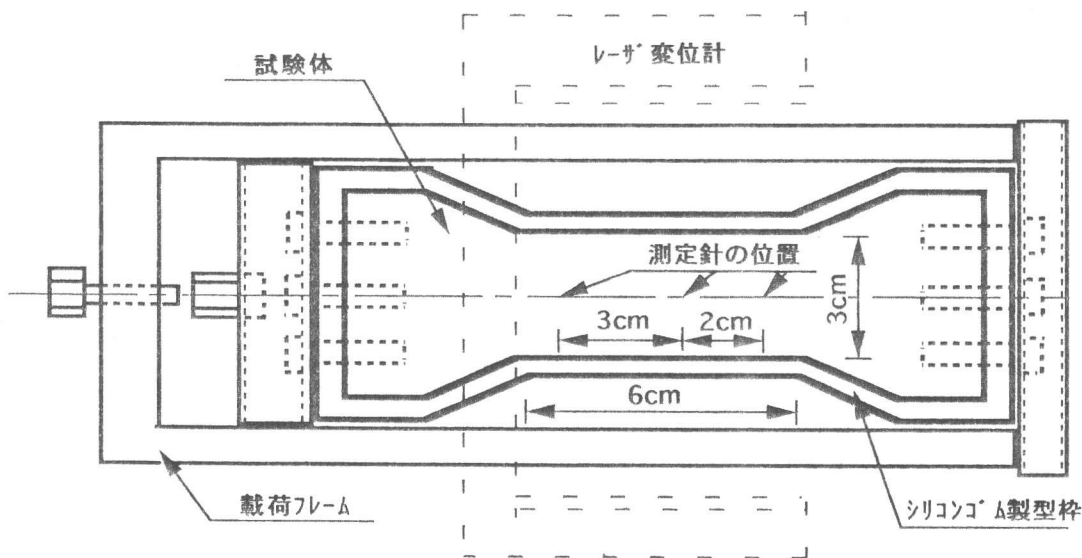 レーザ変位計
試験体
測定針の位置
3cm
2cm
3cm
6cm
載荷フレーム
シリコンゴム製型枠